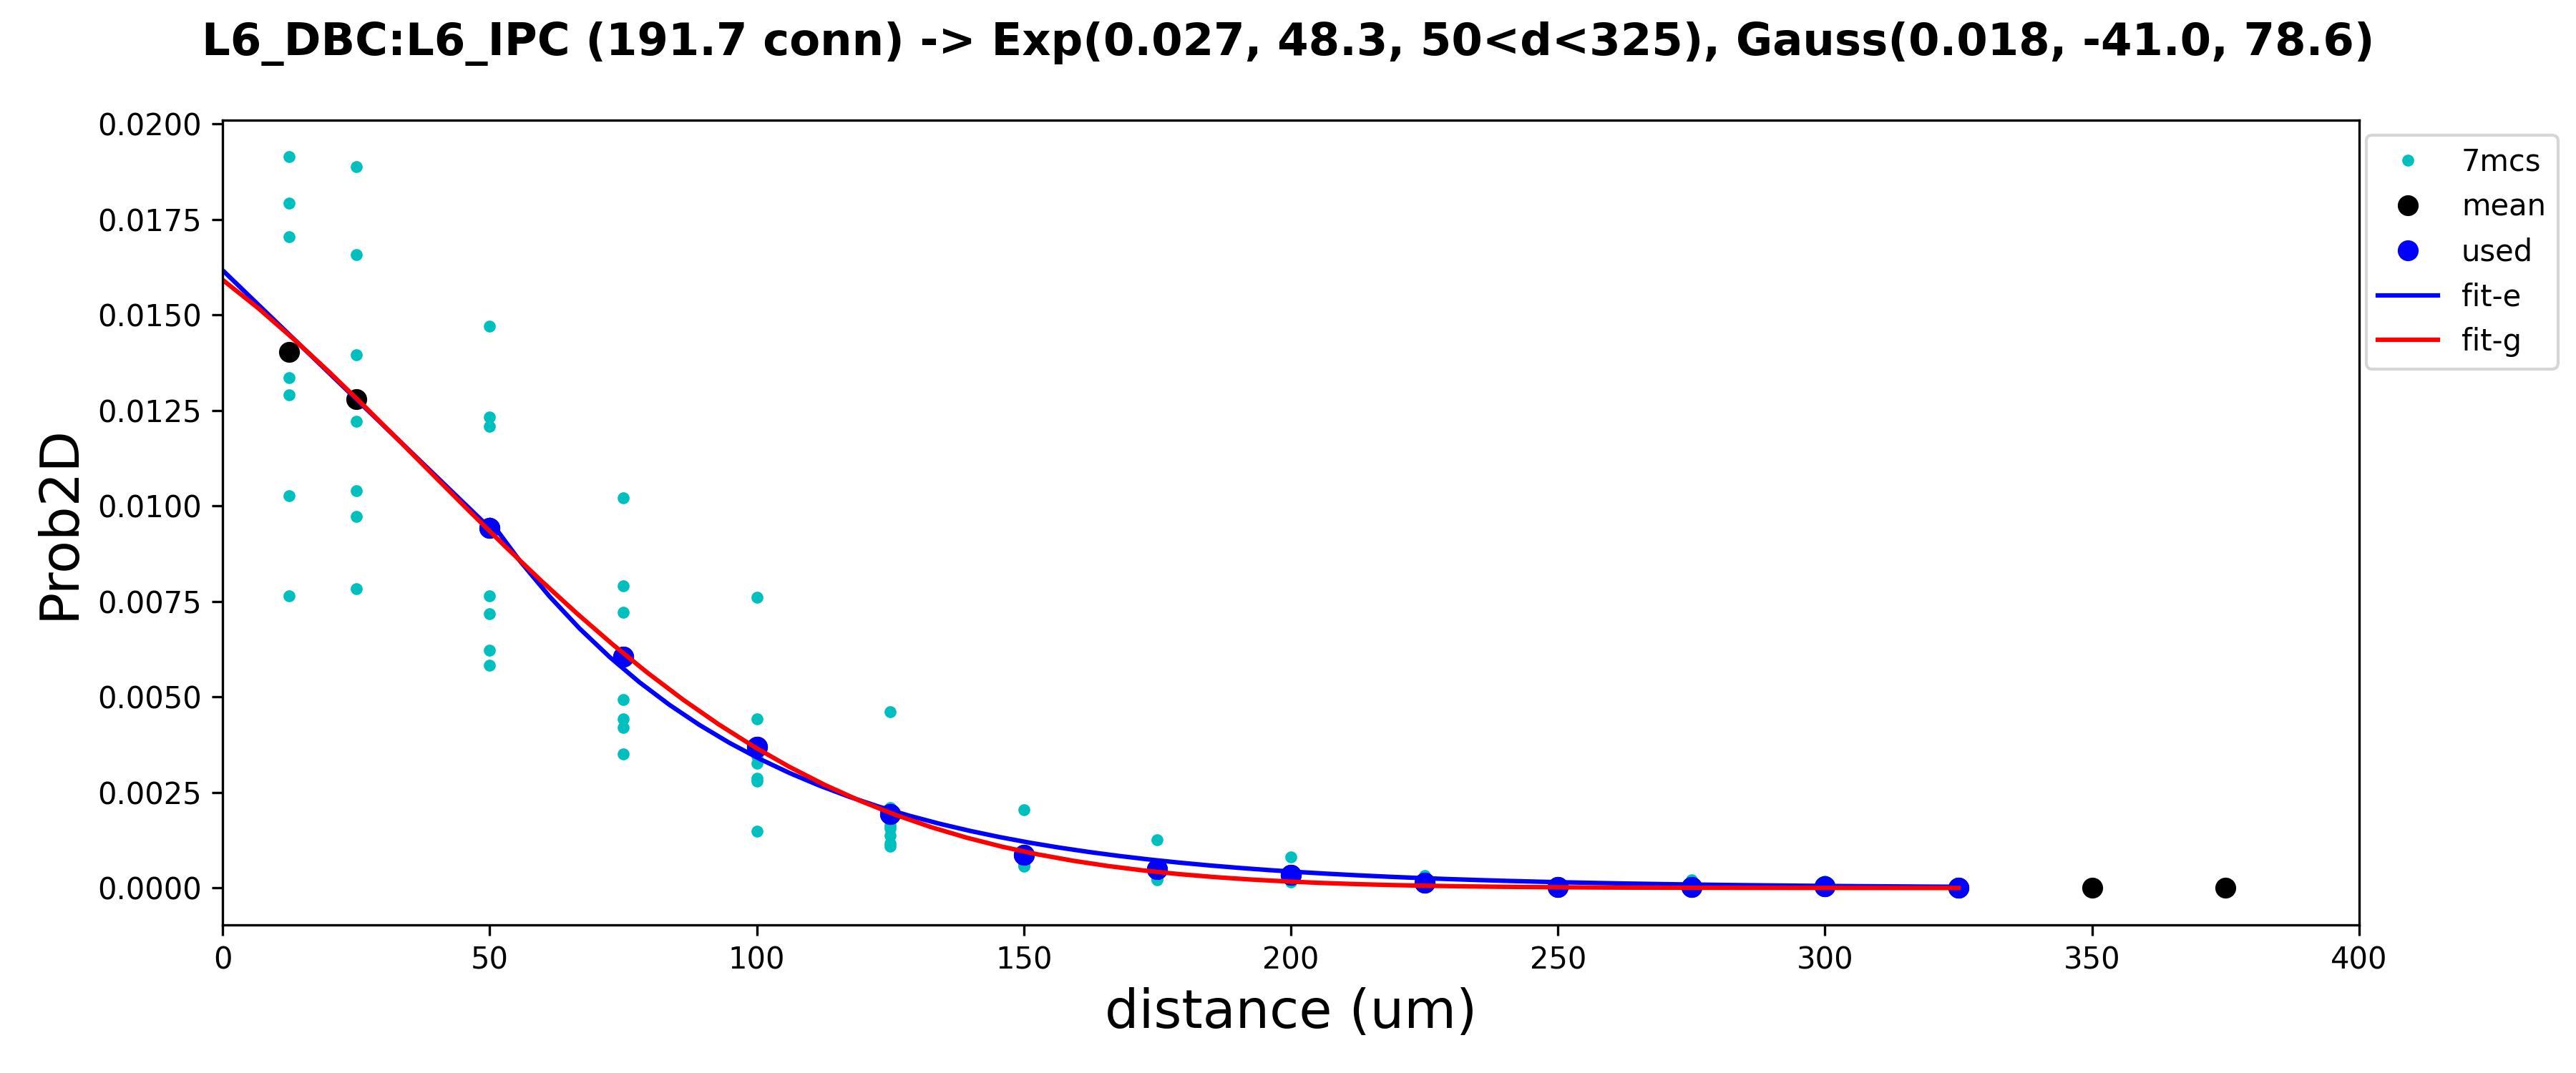 L6_DBC:L6_IPC (191.7 conn) -> Exp(0.027, 48.3, 50<d<325), Gauss(0.018, -41.0, 78.6)
0.0200
0.0175
0.0150
0.0125
0.0100
0.0075
0.0050
0.0025
0.0000
Prob2D
0
50
100
150
200
250
300
350
400
distance (um)
7mcs
mean
used
fit-e
fit-g